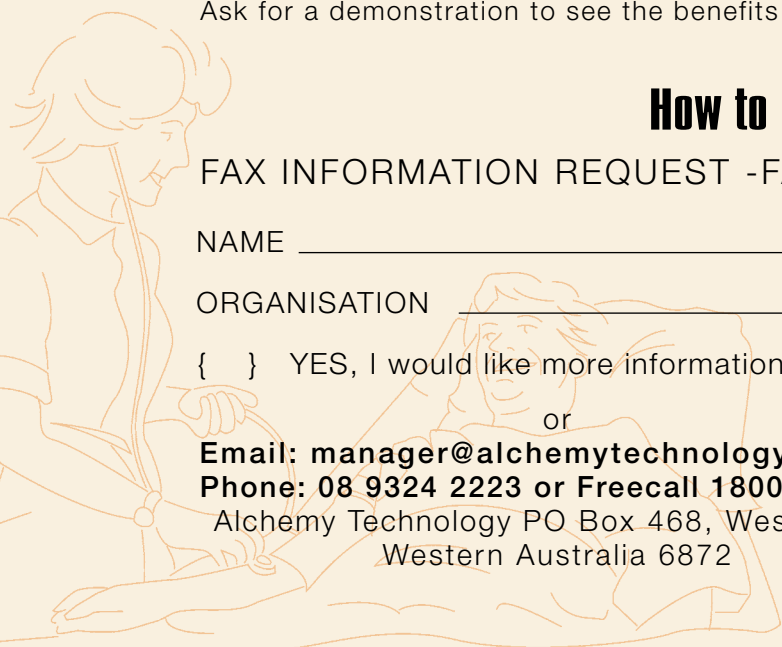 Ask for a demonstration to see the benefits
How to
FAX INFORMATION REQUEST -FA
NAME
ORGANISATION
{ } YES, I would like more information
or
Email: manager@alchemytechnology
Phone: 08 9324 2223 or Freecall 1800
Alchemy Technology PO Box 468, Wes
Western Australia 6872